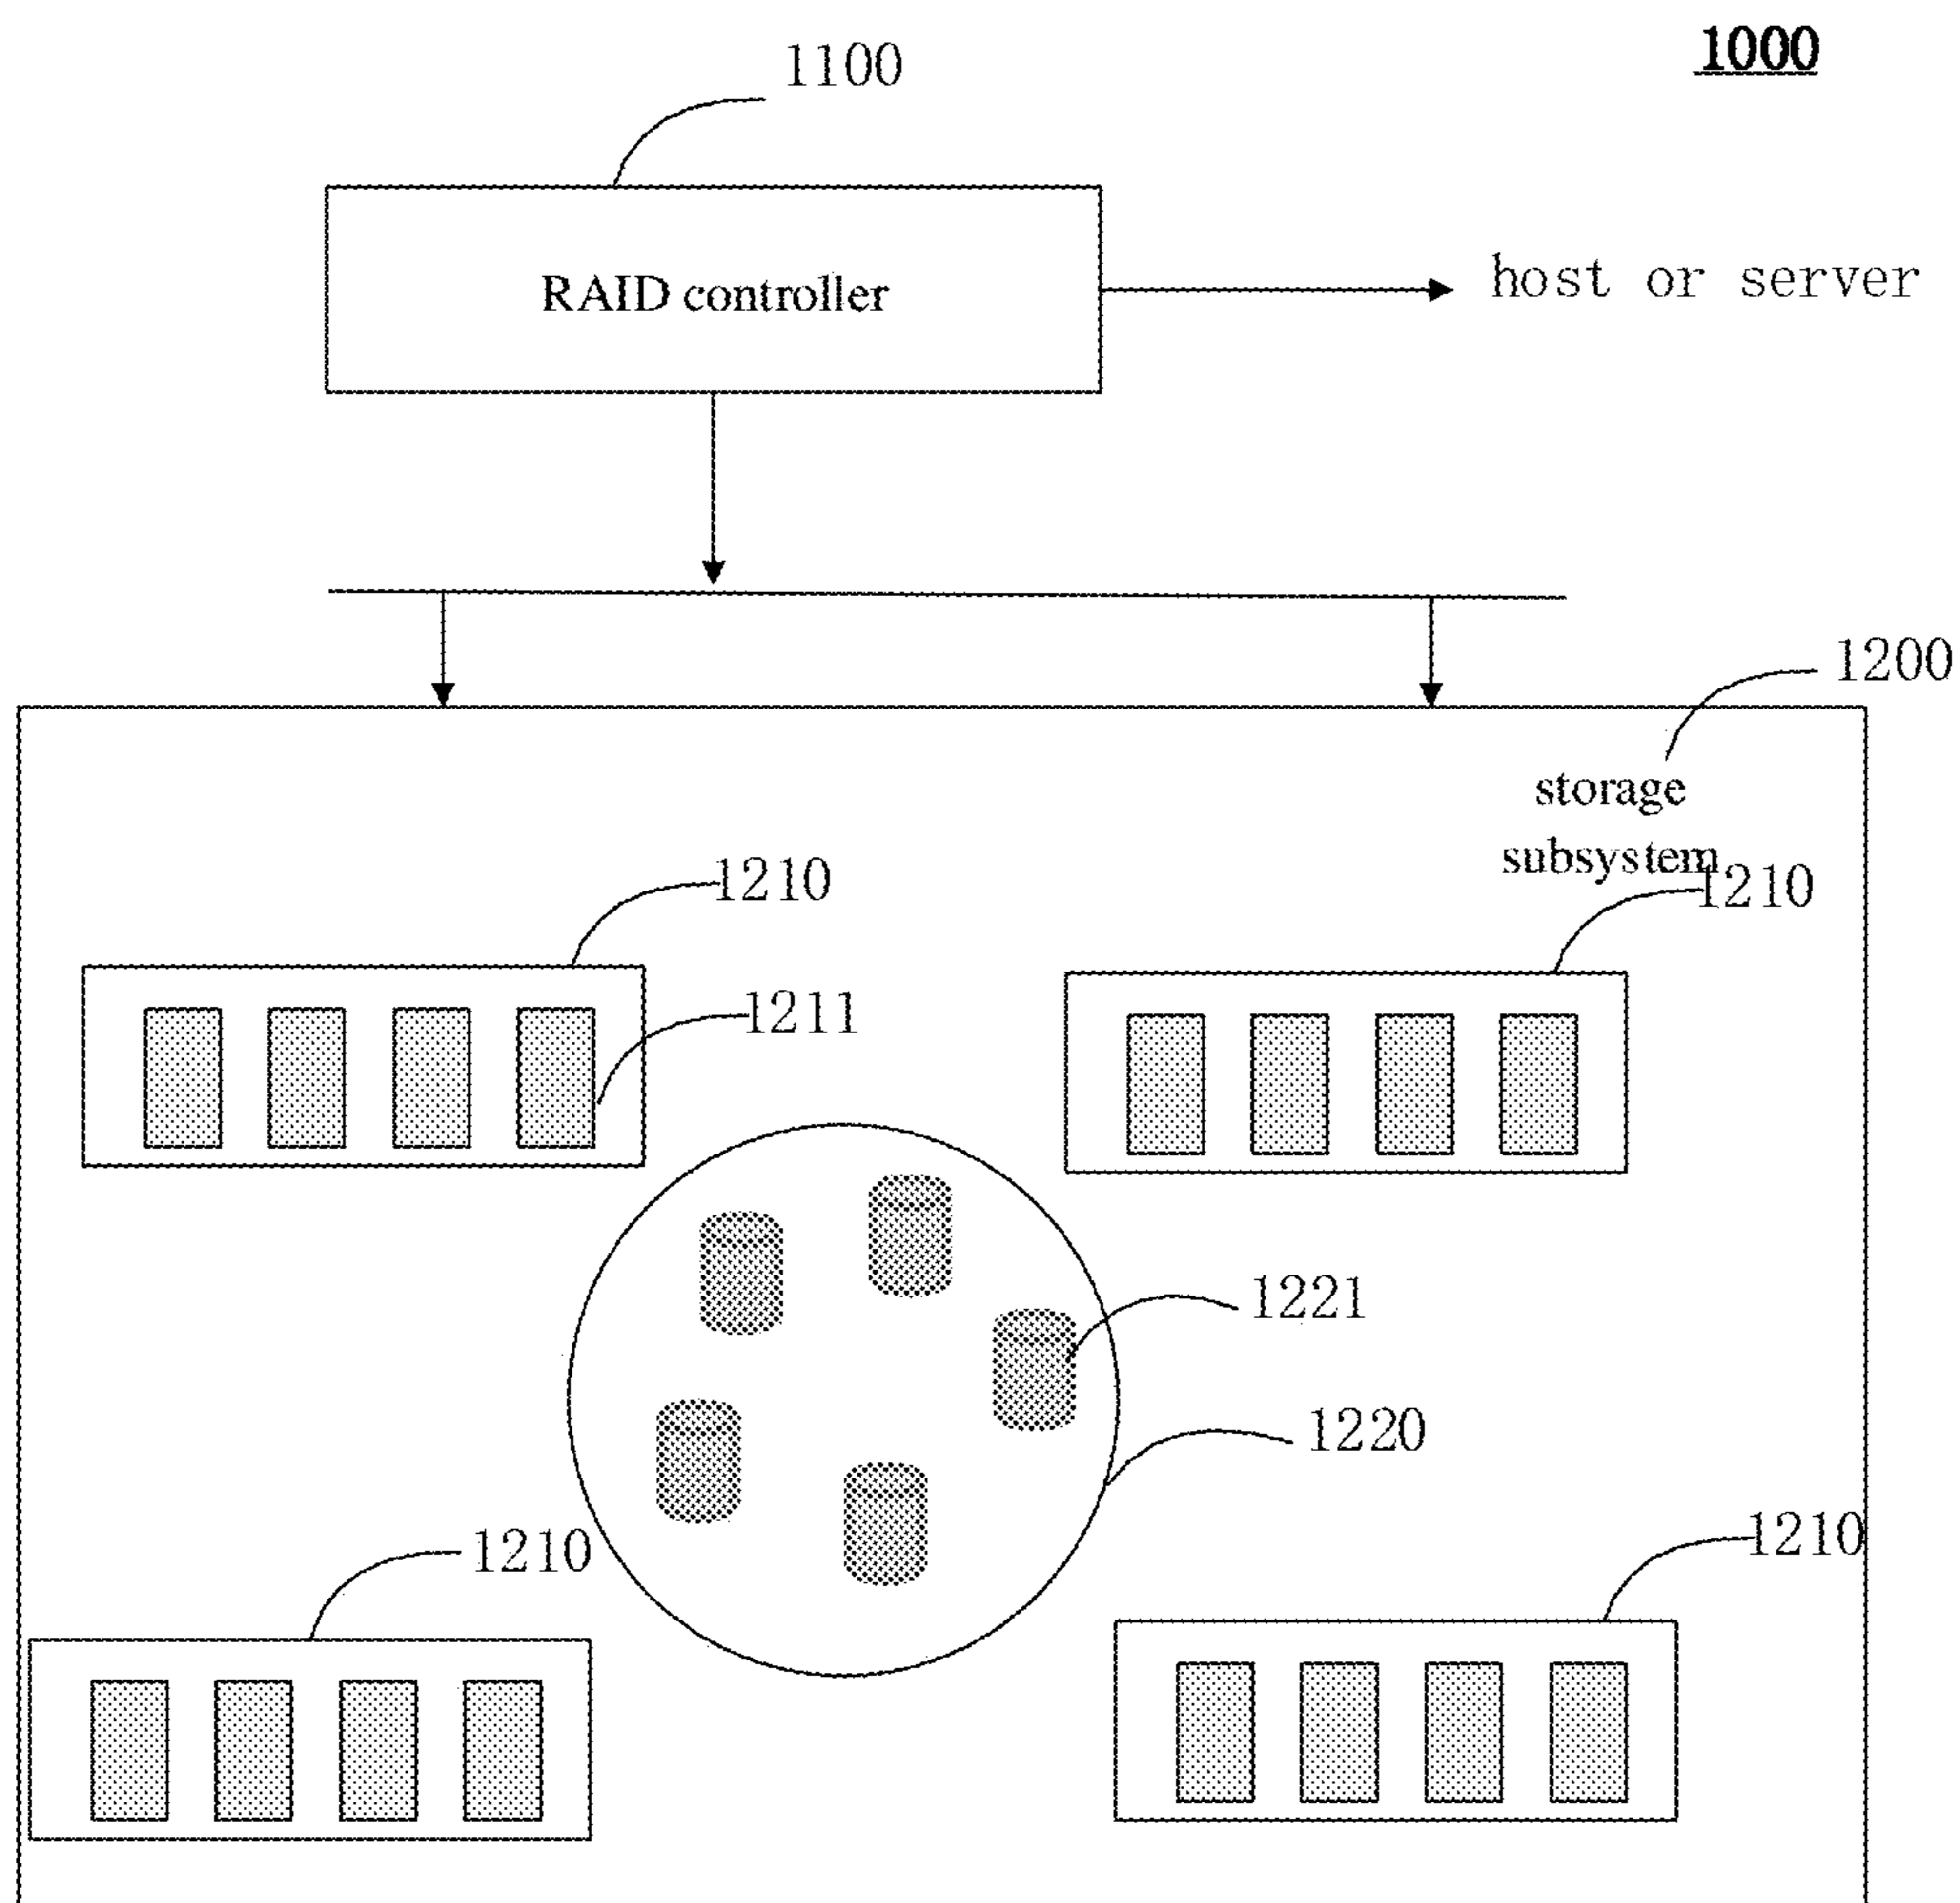 1000
1100
RAID controller
host or server
1200
storage
subsystem
1210
1210
1211
1221
1220
1210
1210